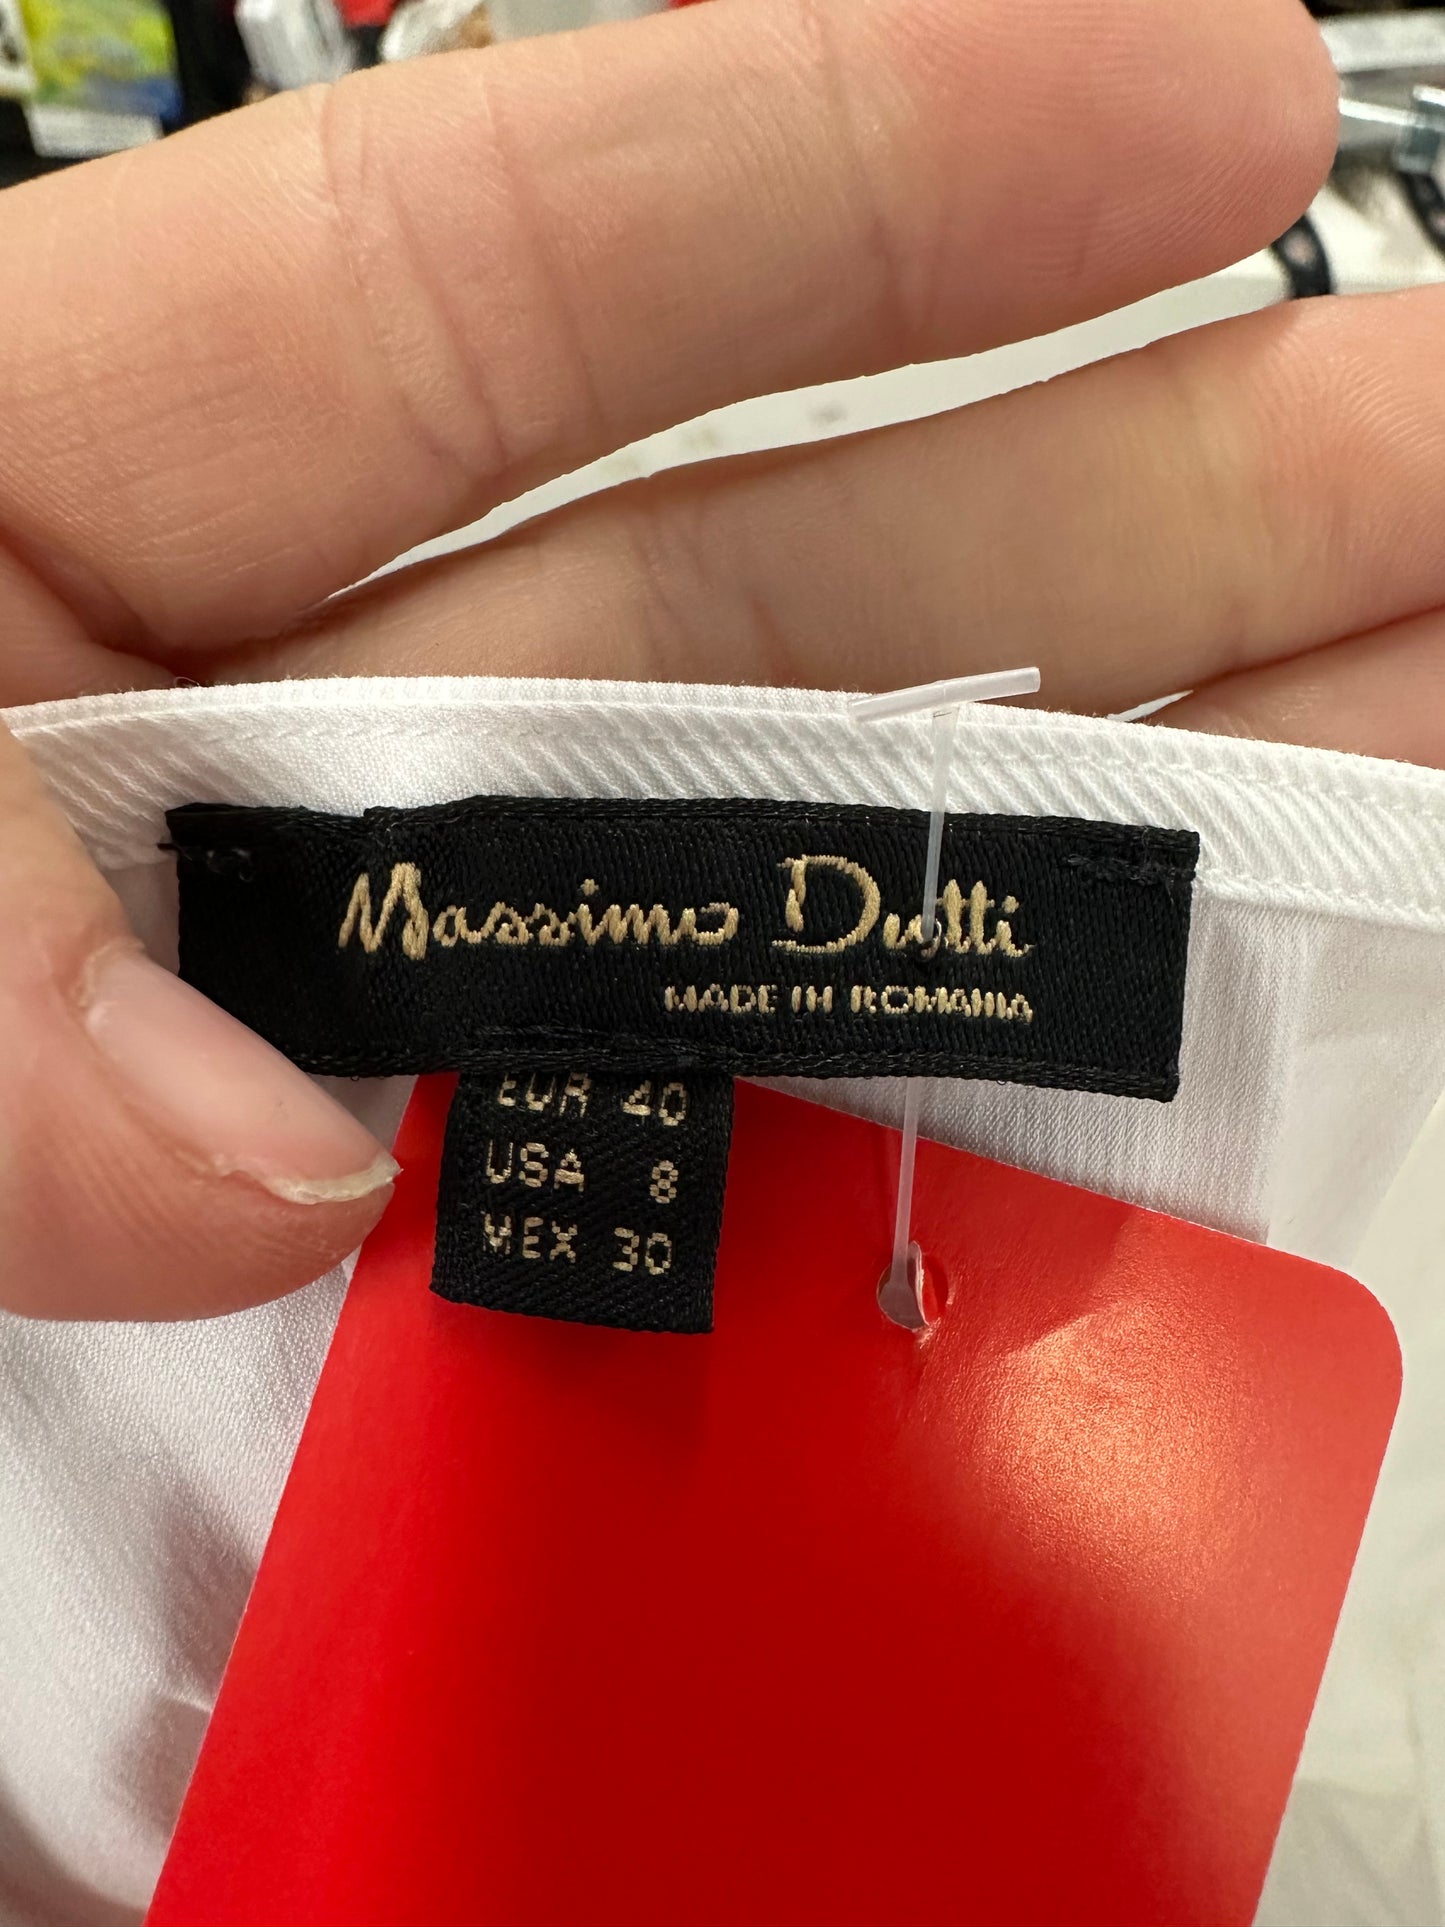 Massimo Dutti
MADE IN ROMANIA
EUR 40
USA 8
MEX 30